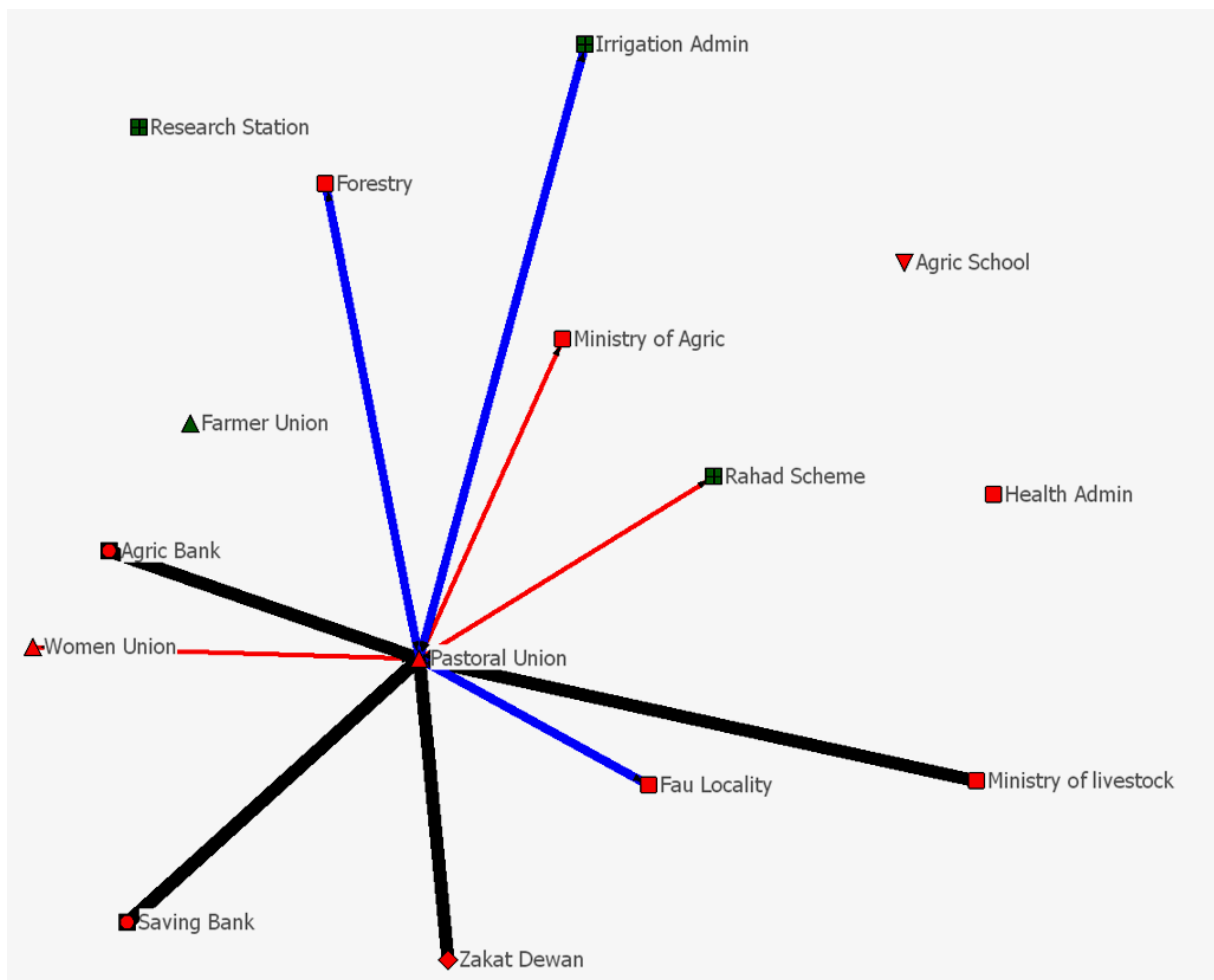 Irrigation Admin
Research Station
Forestry
Agric School
Ministry of Agric
Farmer Union
Rahad Scheme
Health Admin
Agric Bank
Women Union
Pastoral Union
Fau Locality
Ministry of livestock
Saving Bank
Zakat Dewan